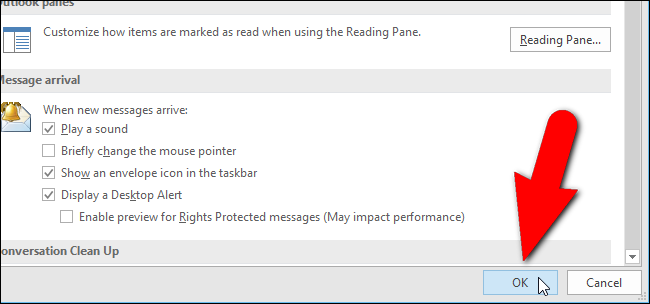 Outlook panes
Customize how items are marked as read when using the Reading Pane.
Reading Pane...
Message arrival
When new messages arrive:
Play a sound
Briefly change the mouse pointer
Show an envelope icon in the taskbar
Display a Desktop Alert
Enable preview for Rights Protected messages (May impact performance)
onversation Clean Up
OK
Cancel